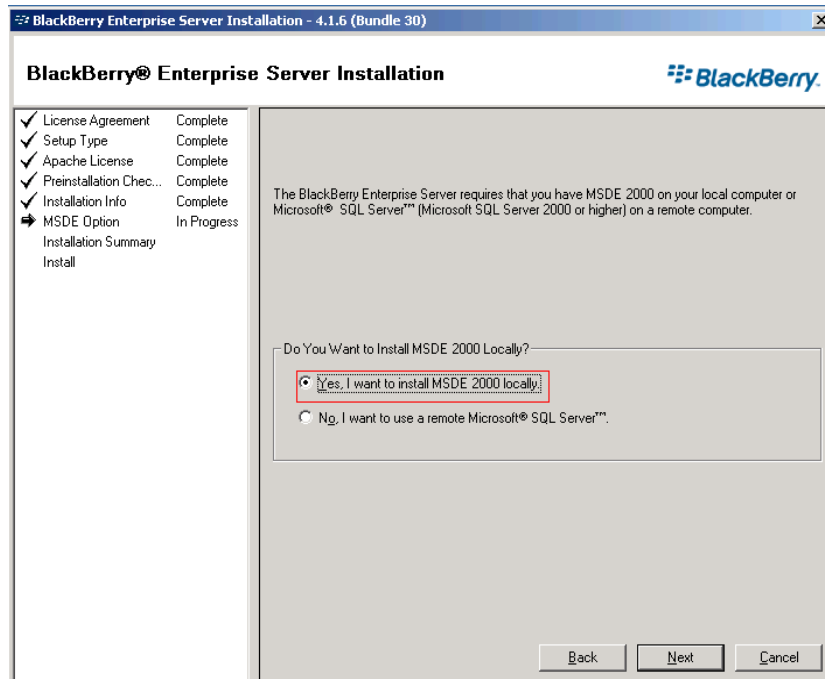 BlackBerry Enterprise Server Installation - 4.1.6 (Bundle 30)
BlackBerry® Enterprise Server Installation
BlackBerry.
License Agreement Complete
Setup Type Complete
Apache License Complete
Preinstallation Chec... Complete
Installation Info Complete
MSDE Option In Progress
Installation Summary
Install
The BlackBerry Enterprise Server requires that you have MSDE 2000 on your local computer or
Microsoft® SQL Server™ (Microsoft SQL Server 2000 or higher) on a remote computer.
Do You Want to Install MSDE 2000 Locally?
Yes, I want to install MSDE 2000 locally.
No, I want to use a remote Microsoft® SQL Server™.
Back Next Cancel